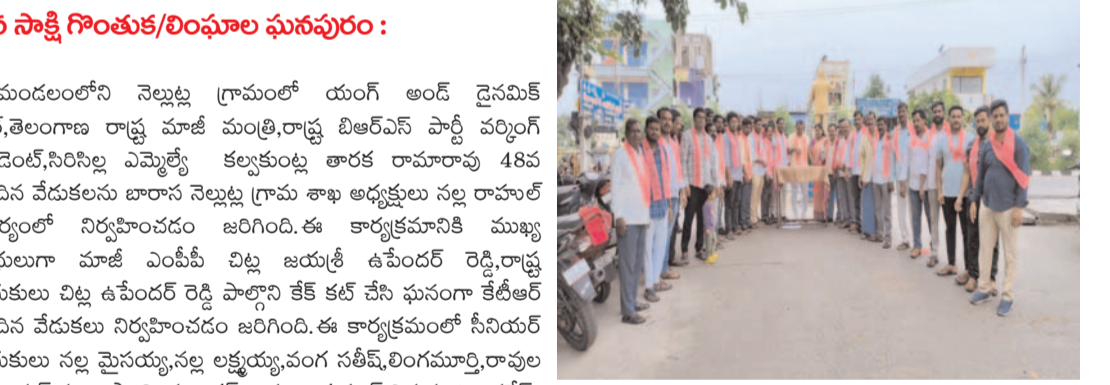 సాక్షి గొంతుక/లింఘాల ఘనపురం :
మండలంలోని నెల్లుట్ల గ్రామంలో యంగ్ అండ్ డైనమిక్
తెలంగాణ రాష్ట్ర మాజీ మంత్రి,రాష్ట్ర బిఆర్ఎస్ పార్టీ వర్కింగ్
డెంట్,సిరిసిల్ల ఎమ్మెల్యే కల్వకుంట్ల తారక రామారావు 48వ
దిన వేడుకలను బారాస నెల్లుట్ల గ్రామ శాఖ అధ్యక్షులు నల్ల రాహుల్
ర్యంలో నిర్వహించడం జరిగింది.ఈ కార్యక్రమానికి ముఖ్య
థులుగా మాజీ ఎంపీపీ చిట్ల జయశ్రీ ఉపేందర్ రెడ్డి,రాష్ట్ర
యకులు చిట్ల ఉపేందర్ రెడ్డి పాల్గొని కేక్ కట్ చేసి ఘనంగా కేటీఆర్
దిన వేడుకలు నిర్వహించడం జరిగింది.ఈ కార్యక్రమంలో సీనియర్
యకులు నల్ల మైసయ్య,నల్ల లక్ష్మయ్య,వంగ సతీష్,లింగమూర్తి,రావుల